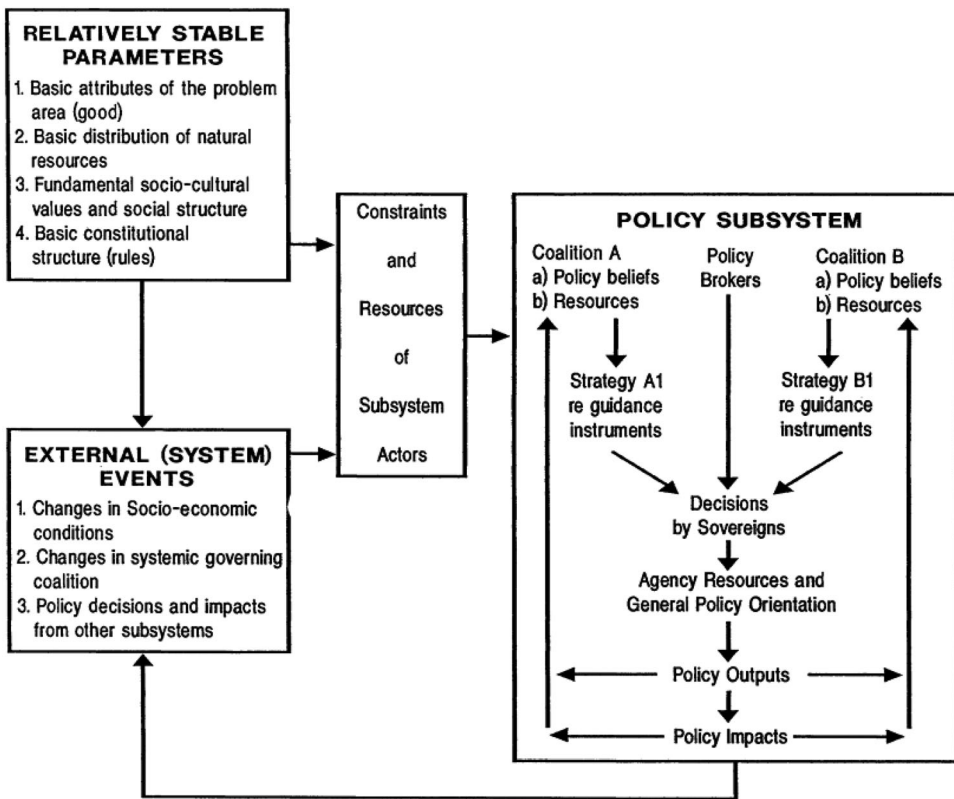 RELATIVELY STABLE
PARAMETERS
1. Basic attributes of the problem
area (good)
2. Basic distribution of natural
resources
3. Fundamental socio-cultural
values and social structure
4. Basic constitutional
structure (rules)
EXTERNAL (SYSTEM)
EVENTS
1. Changes in Socio-economic
conditions
2. Changes in systemic governing
coalition
3. Policy decisions and impacts
from other subsystems
Constraints
and
Resources
of
Subsystem
Actors
POLICY SUBSYSTEM
Coalition A
a) Policy beliefs
b) Resources
Policy
Brokers
Coalition B
a) Policy beliefs
b) Resources
Strategy A1
re guidance
instruments
Strategy B1
re guidance
instruments
Decisions
by Sovereigns
Agency Resources and
General Policy Orientation
Policy Outputs
Policy Impacts